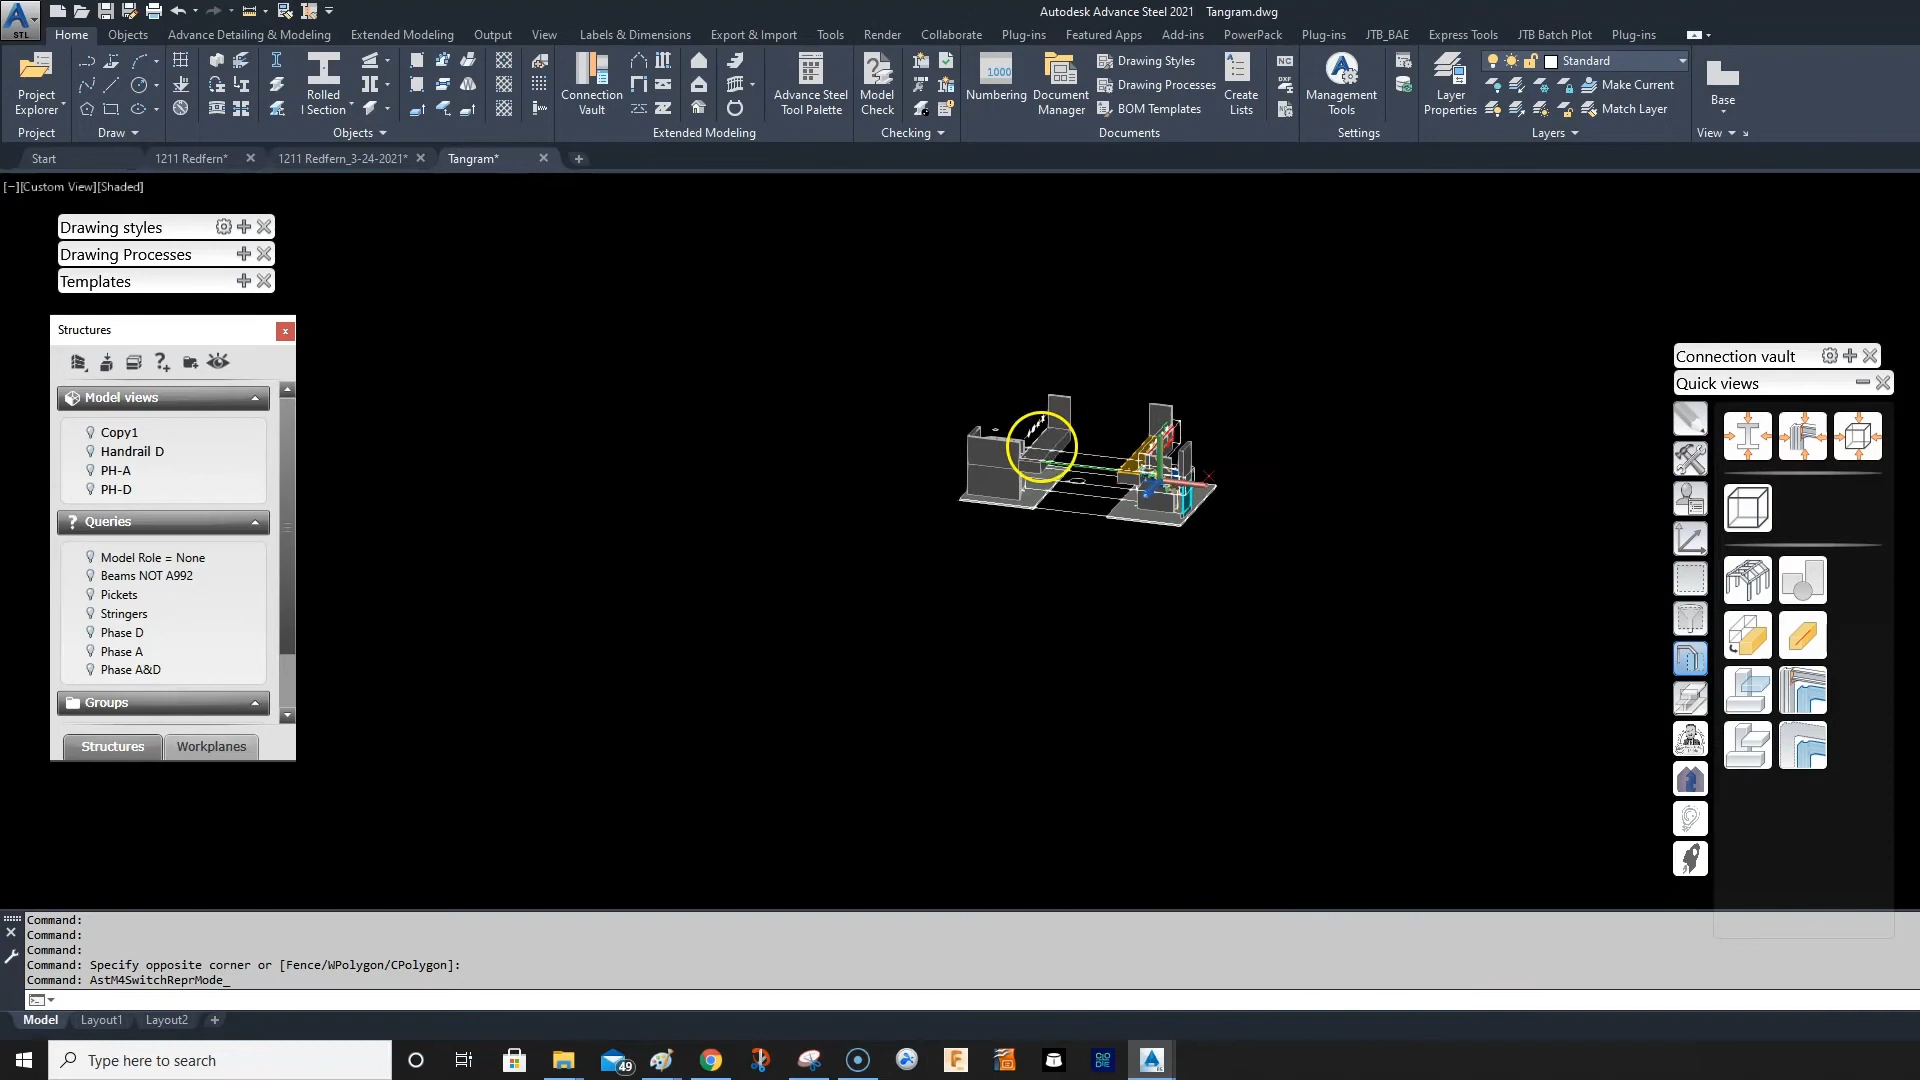 Autodesk Advance Steel 2021 Tangram.dwg
STL
Home Objects Advance Detailing & Modeling Extended Modeling Output View Labels & Dimensions Export & Import Tools Render Collaborate Plug-ins Featured Apps Add-ins PowerPack Plug-ins JTB_BAE Express Tools JTB Batch Plot Plug-ins
Project Explorer
Rolled I Section
Connection Vault
Advance Steel Tool Palette
Model Check
1000
Numbering
Document Manager
Drawing Styles
Drawing Processes
BOM Templates
Create Lists
NC
DXF
Management Tools
Layer Properties
Standard
Make Current
Match Layer
Base
Project Draw Objects Extended Modeling Checking Documents Settings Layers View
Start 1211 Redfern* 1211 Redfern_3-24-2021* Tangram*
[−][Custom View][Shaded]
Drawing styles
Drawing Processes
Templates
Structures
Model views
Copy1
Handrail D
PH-A
PH-D
Queries
Model Role = None
Beams NOT A992
Pickets
Stringers
Phase D
Phase A
Phase A&D
Groups
Structures Workplanes
Connection vault
Quick views
Command:
Command:
Command:
Command: Specify opposite corner or [Fence/WPolygon/CPolygon]:
Command: AstM4SwitchReprMode_
Model Layout1 Layout2
Type here to search
49